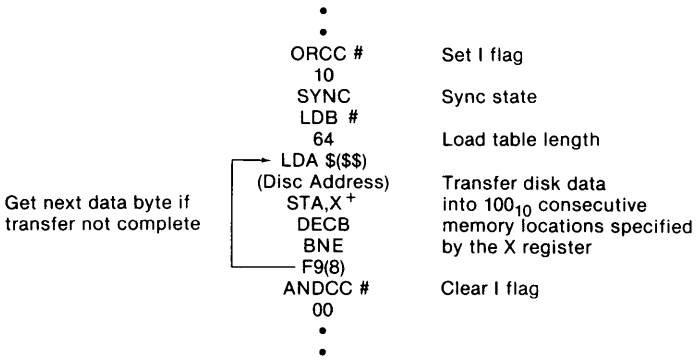 ORCC # Set I flag
10
SYNC Sync state
LDB #
64 Load table length
LDA $($$)
(Disc Address) Transfer disk data
Get next data byte if STA,X⁺ into 100₁₀ consecutive
transfer not complete DECB memory locations specified
BNE by the X register
F9(8)
ANDCC # Clear I flag
00